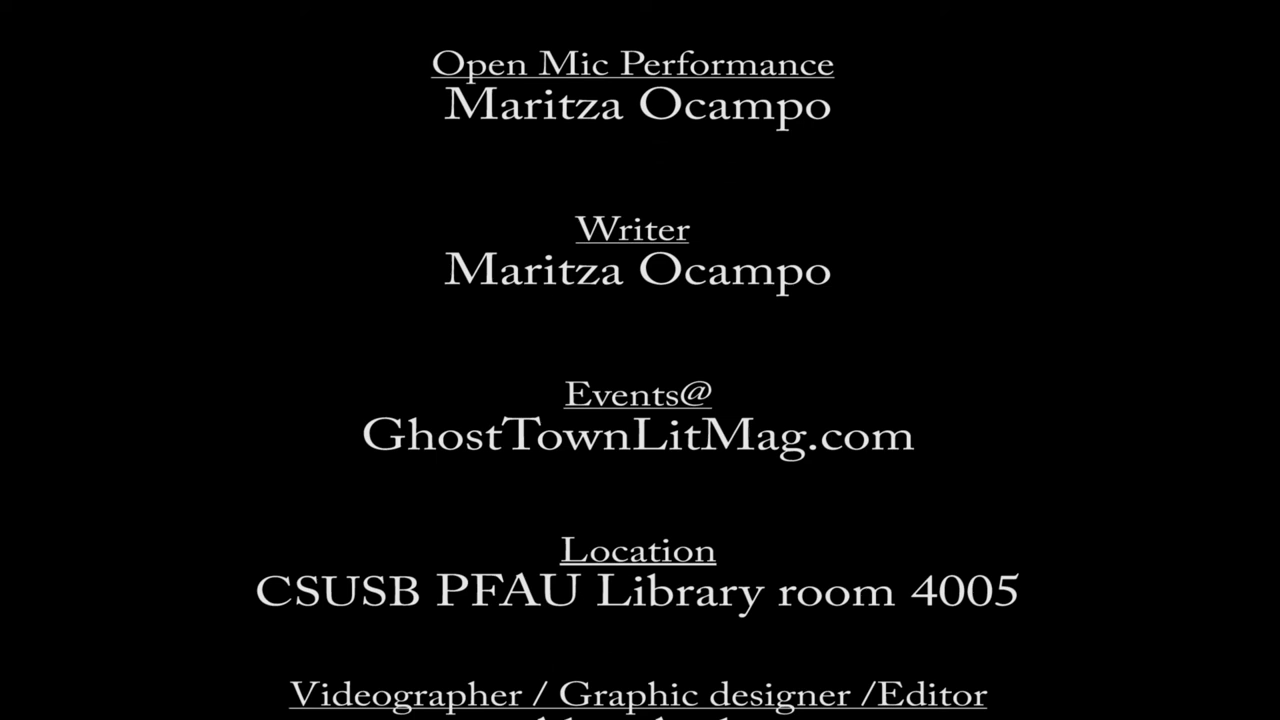 Open Mic Performance
Maritza Ocampo
Writer
Maritza Ocampo
Events@
GhostTownLitMag.com
Location
CSUSB PFAU Library room 4005
Videographer / Graphic designer /Editor